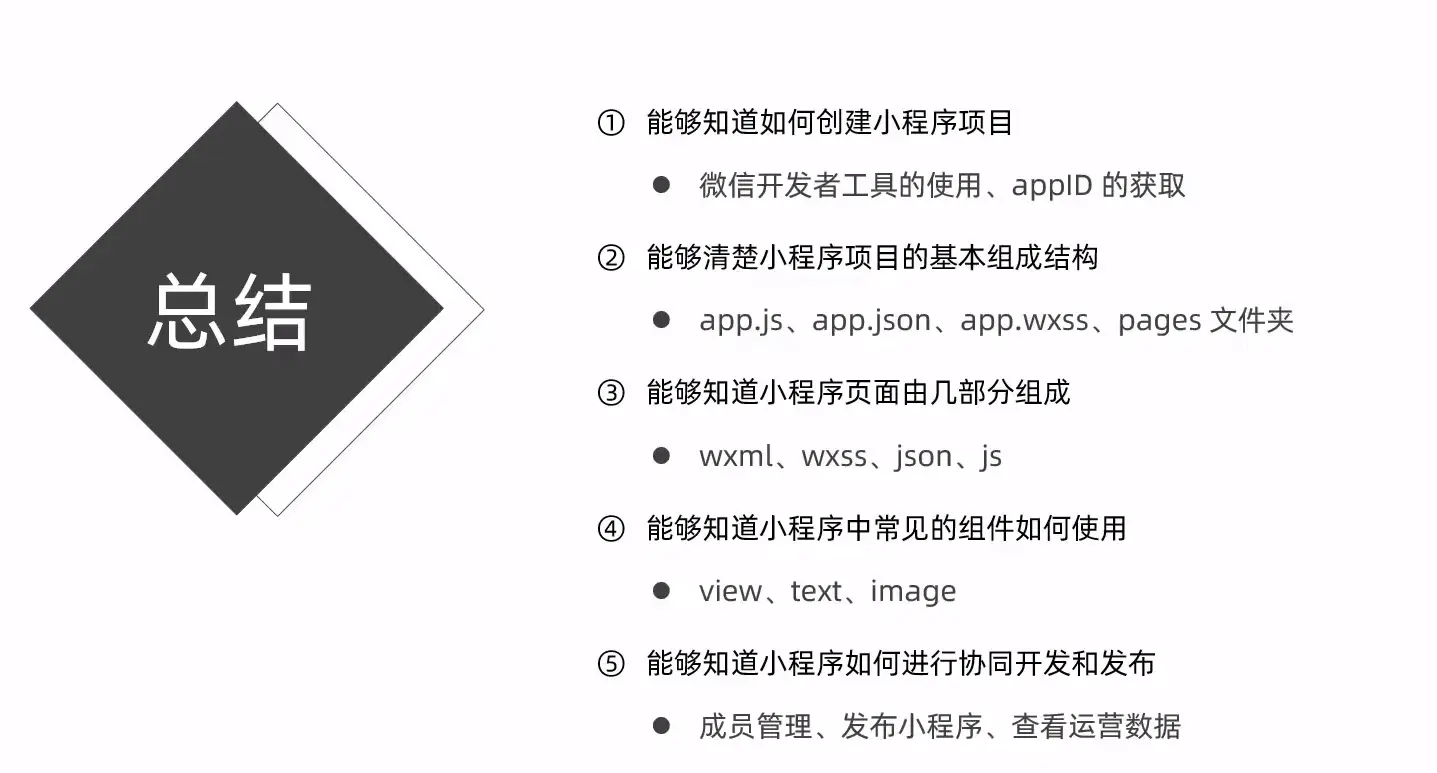 总结
① 能够知道如何创建小程序项目
● 微信开发者工具的使用、appID 的获取
② 能够清楚小程序项目的基本组成结构
● app.js、app.json、app.wxss、pages 文件夹
③ 能够知道小程序页面由几部分组成
● wxml、wxss、json、js
④ 能够知道小程序中常见的组件如何使用
● view、text、image
⑤ 能够知道小程序如何进行协同开发和发布
● 成员管理、发布小程序、查看运营数据